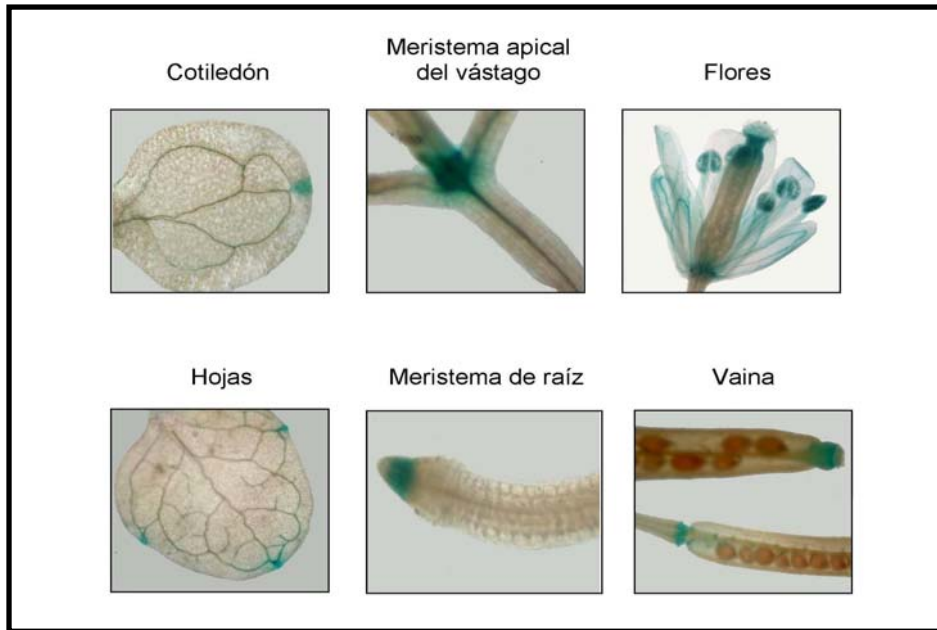 Cotiledón
Meristema apical
del vástago
Flores
Hojas
Meristema de raíz
Vaina